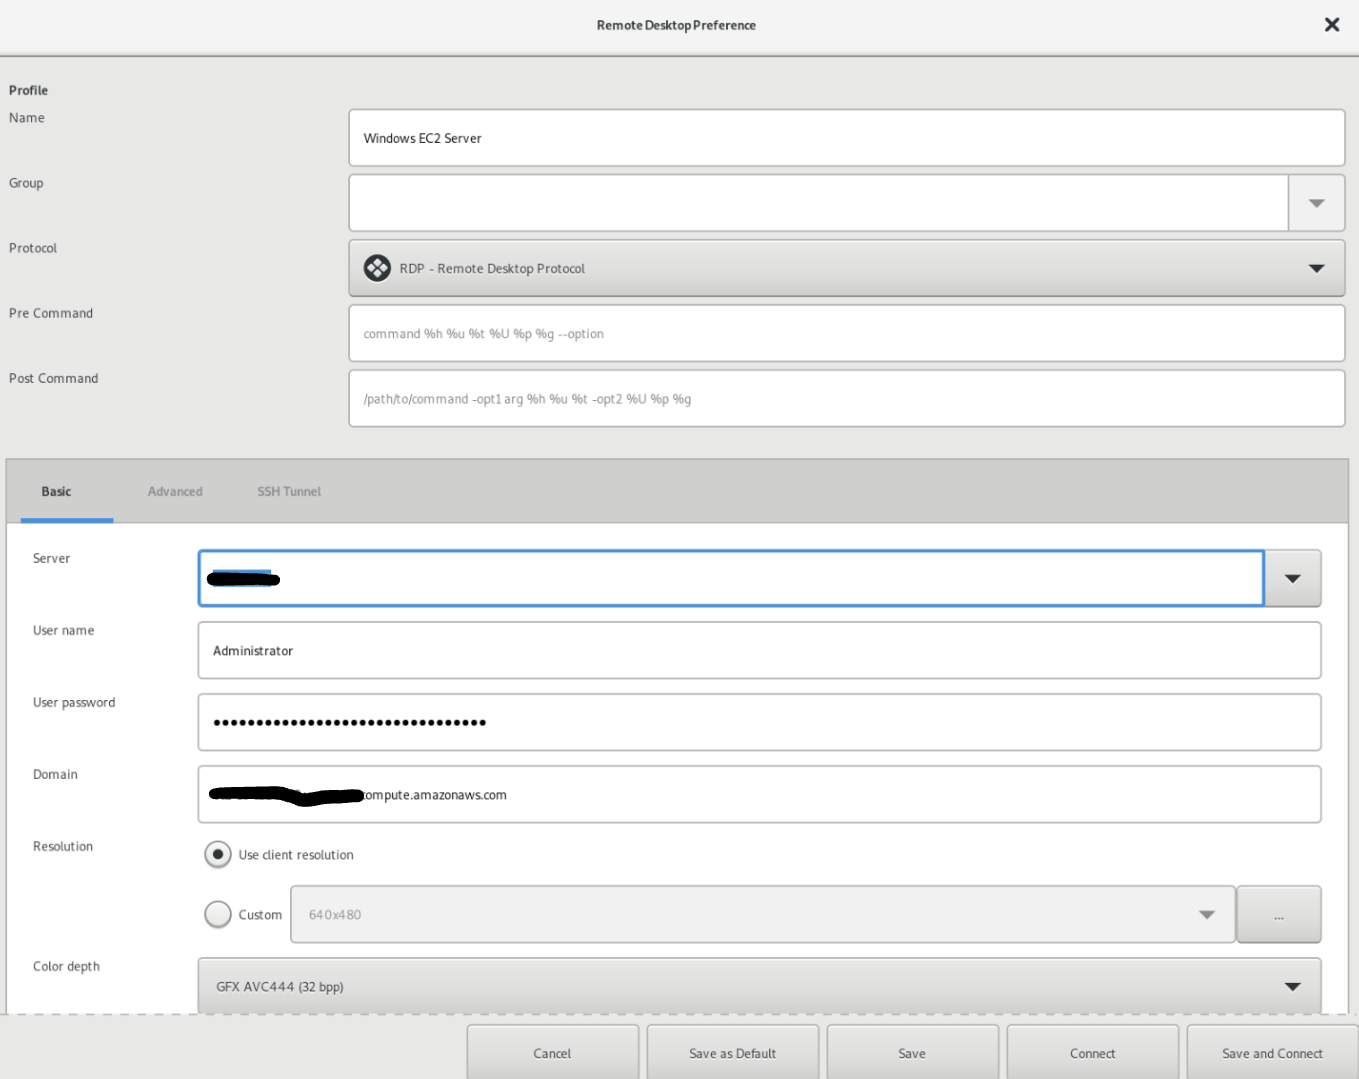 Remote Desktop Preference
Profile
Name
Windows EC2 Server
Group
Protocol
RDP - Remote Desktop Protocol
Pre Command
command %h %u %t %U %p %g --option
Post Command
/path/to/command -opt1 arg %h %u %t -opt2 %U %p %g
Basic Advanced SSH Tunnel
Server
User name
Administrator
User password
••••••••••••••••••••••••••••••••
Domain
compute.amazonaws.com
Resolution
Use client resolution
Custom
640x480
...
Color depth
GFX AVC444 (32 bpp)
Cancel Save as Default Save Connect Save and Connect